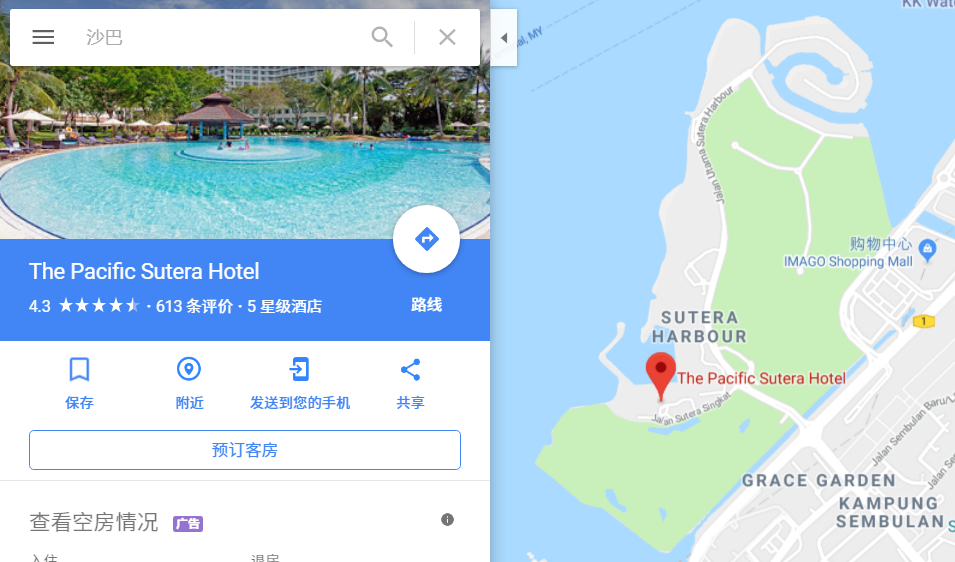 沙巴
The Pacific Sutera Hotel
4.3 ★★★★★ · 613 条评价 · 5 星级酒店
路线
保存
附近
发送到您的手机
共享
预订客房
查看空房情况 广告
入住
退房
KK Wate
al, MY
Jalan Utama Sutera Harbour
购物中心
IMAGO Shopping Mall
1
SUTERA
HARBOUR
The Pacific Sutera Hotel
Jalan Sutera Singkat
Jalan Sembulan Baru/
Jalan Sembulan
GRACE GARDEN
KAMPUNG
SEMBULAN